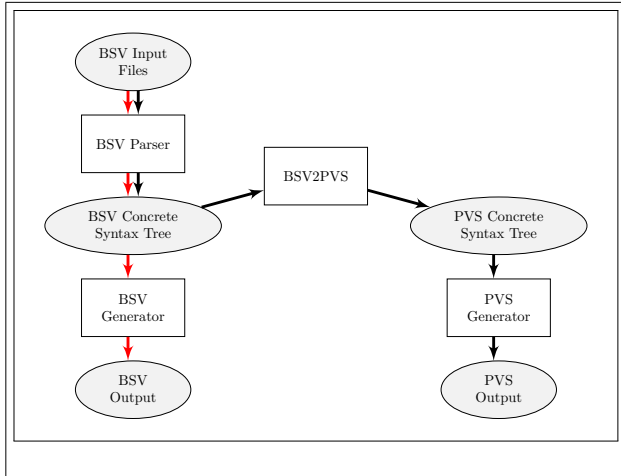 BSV Input
Files
BSV Parser
BSV2PVS
BSV Concrete
Syntax Tree
PVS Concrete
Syntax Tree
BSV
Generator
PVS
Generator
BSV
Output
PVS
Output